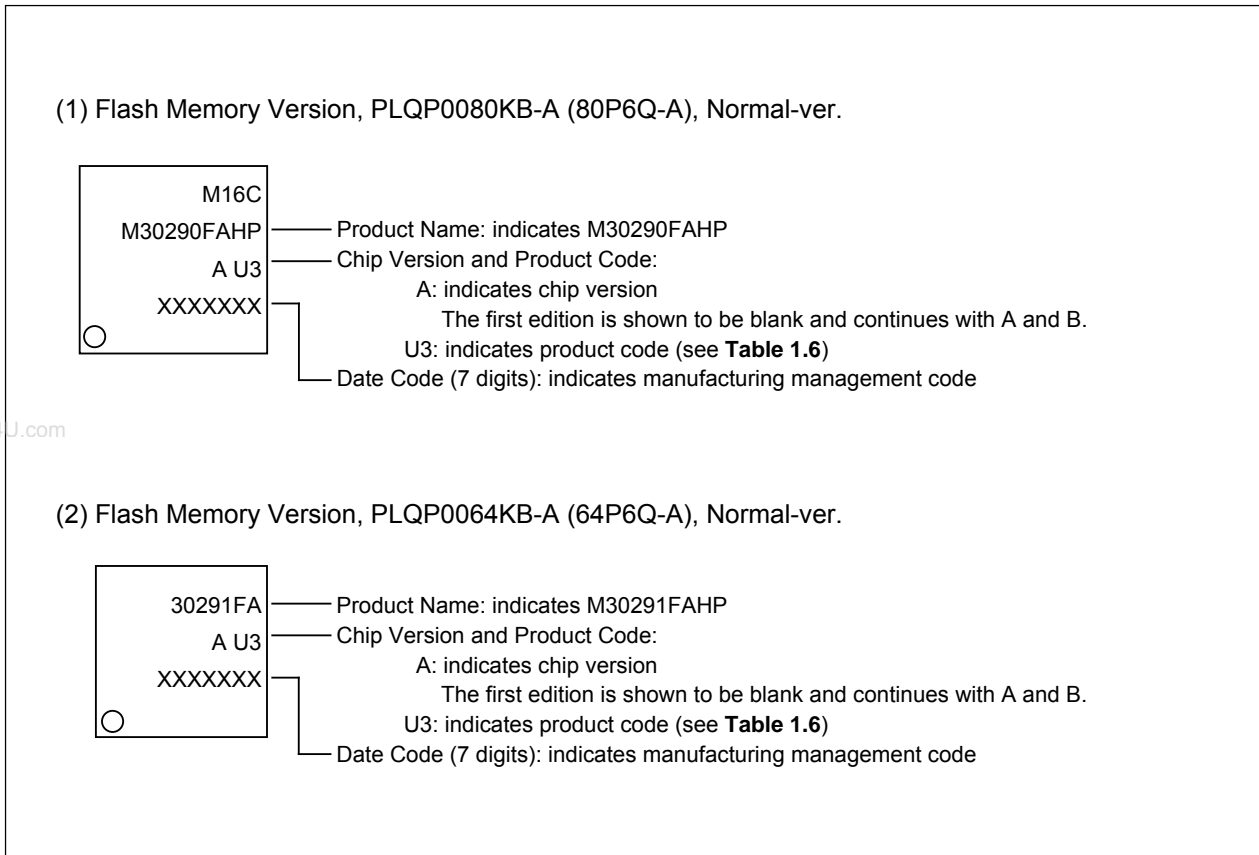 (1) Flash Memory Version, PLQP0080KB-A (80P6Q-A), Normal-ver.
M16C
M30290FAHP
Product Name: indicates M30290FAHP
A U3
Chip Version and Product Code:
A: indicates chip version
The first edition is shown to be blank and continues with A and B.
XXXXXXX
U3: indicates product code (see Table 1.6)
Date Code (7 digits): indicates manufacturing management code
U.com
(2) Flash Memory Version, PLQP0064KB-A (64P6Q-A), Normal-ver.
30291FA
Product Name: indicates M30291FAHP
A U3
Chip Version and Product Code:
A: indicates chip version
The first edition is shown to be blank and continues with A and B.
XXXXXXX
U3: indicates product code (see Table 1.6)
Date Code (7 digits): indicates manufacturing management code